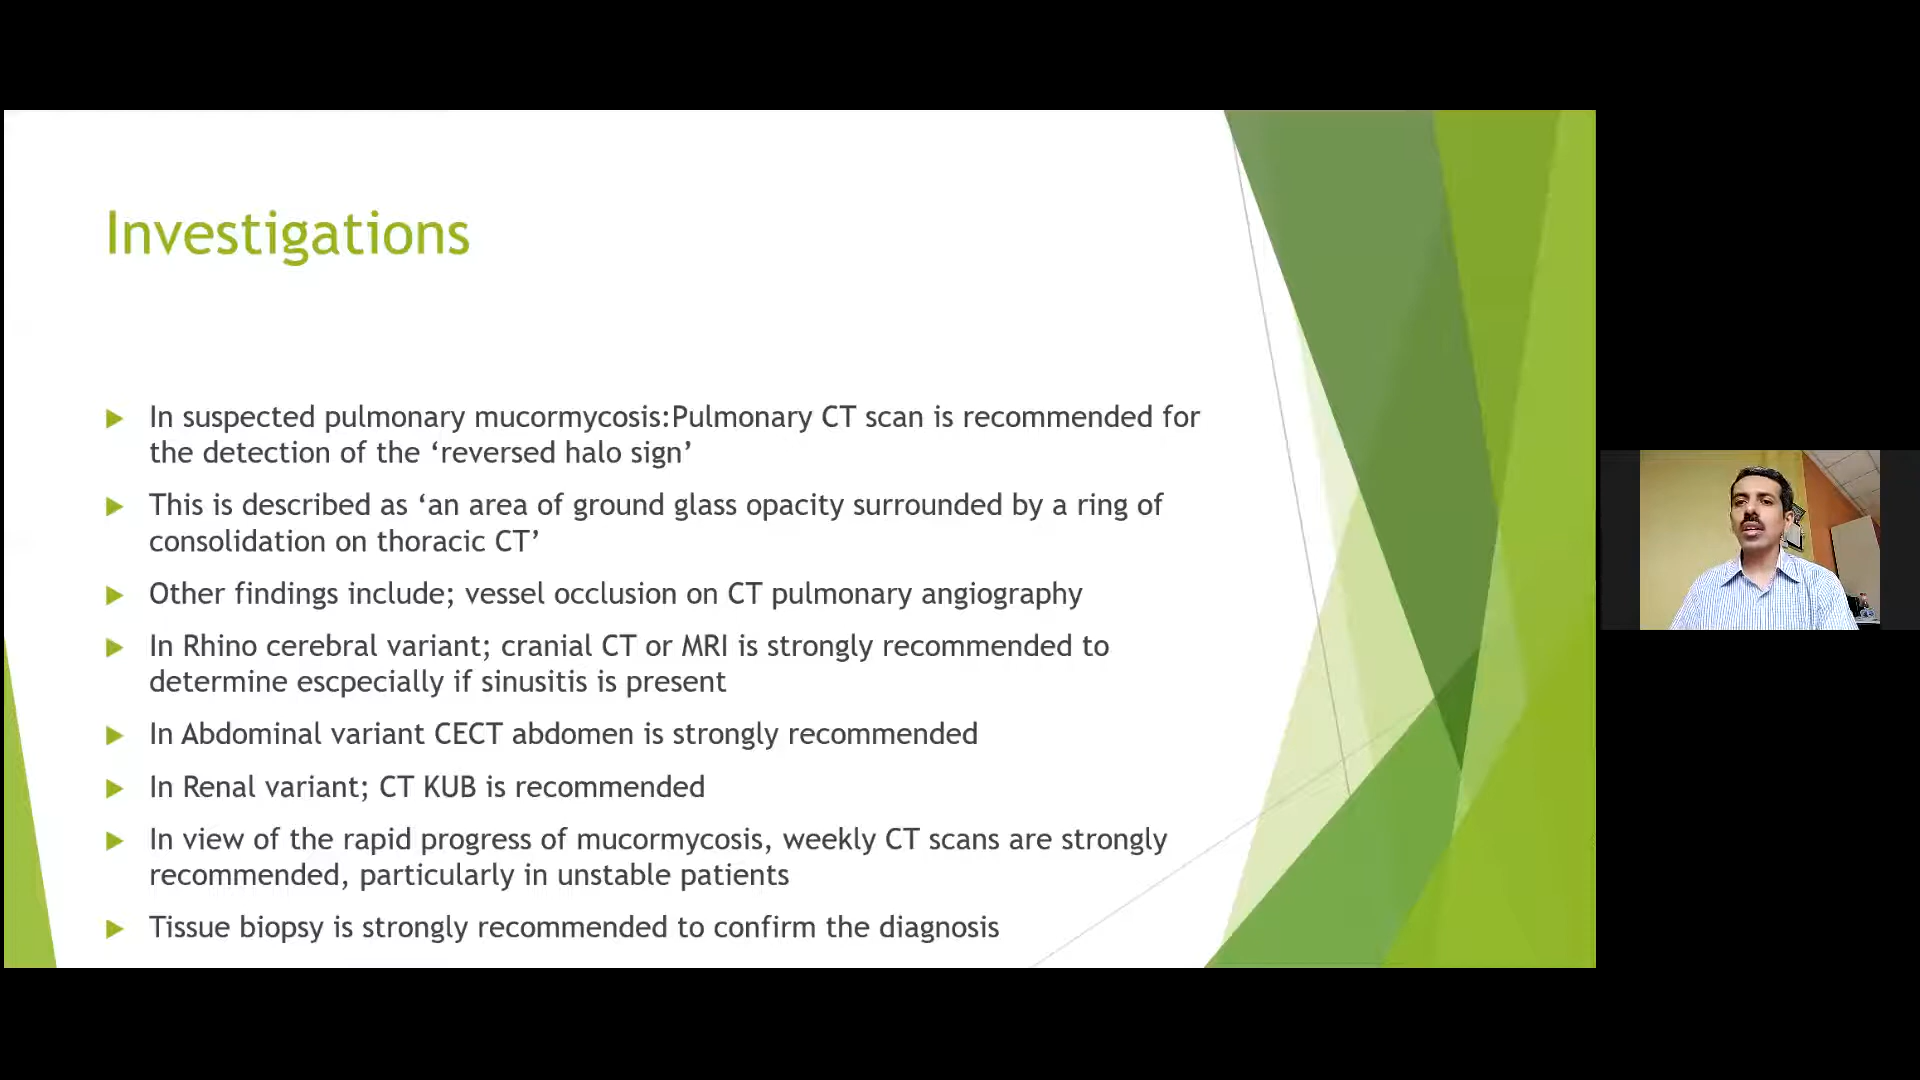 Investigations
In suspected pulmonary mucormycosis:Pulmonary CT scan is recommended for
the detection of the ‘reversed halo sign’
This is described as ‘an area of ground glass opacity surrounded by a ring of
consolidation on thoracic CT’
Other findings include; vessel occlusion on CT pulmonary angiography
In Rhino cerebral variant; cranial CT or MRI is strongly recommended to
determine escpecially if sinusitis is present
In Abdominal variant CECT abdomen is strongly recommended
In Renal variant; CT KUB is recommended
In view of the rapid progress of mucormycosis, weekly CT scans are strongly
recommended, particularly in unstable patients
Tissue biopsy is strongly recommended to confirm the diagnosis